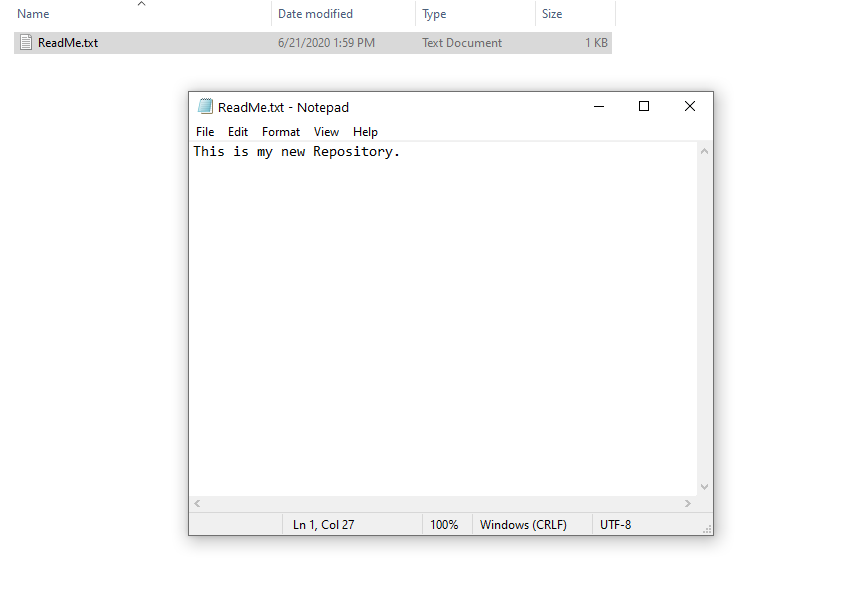 Name Date modified Type Size
ReadMe.txt 6/21/2020 1:59 PM Text Document 1 KB
ReadMe.txt - Notepad
File Edit Format View Help
This is my new Repository.
Ln 1, Col 27 100% Windows (CRLF) UTF-8